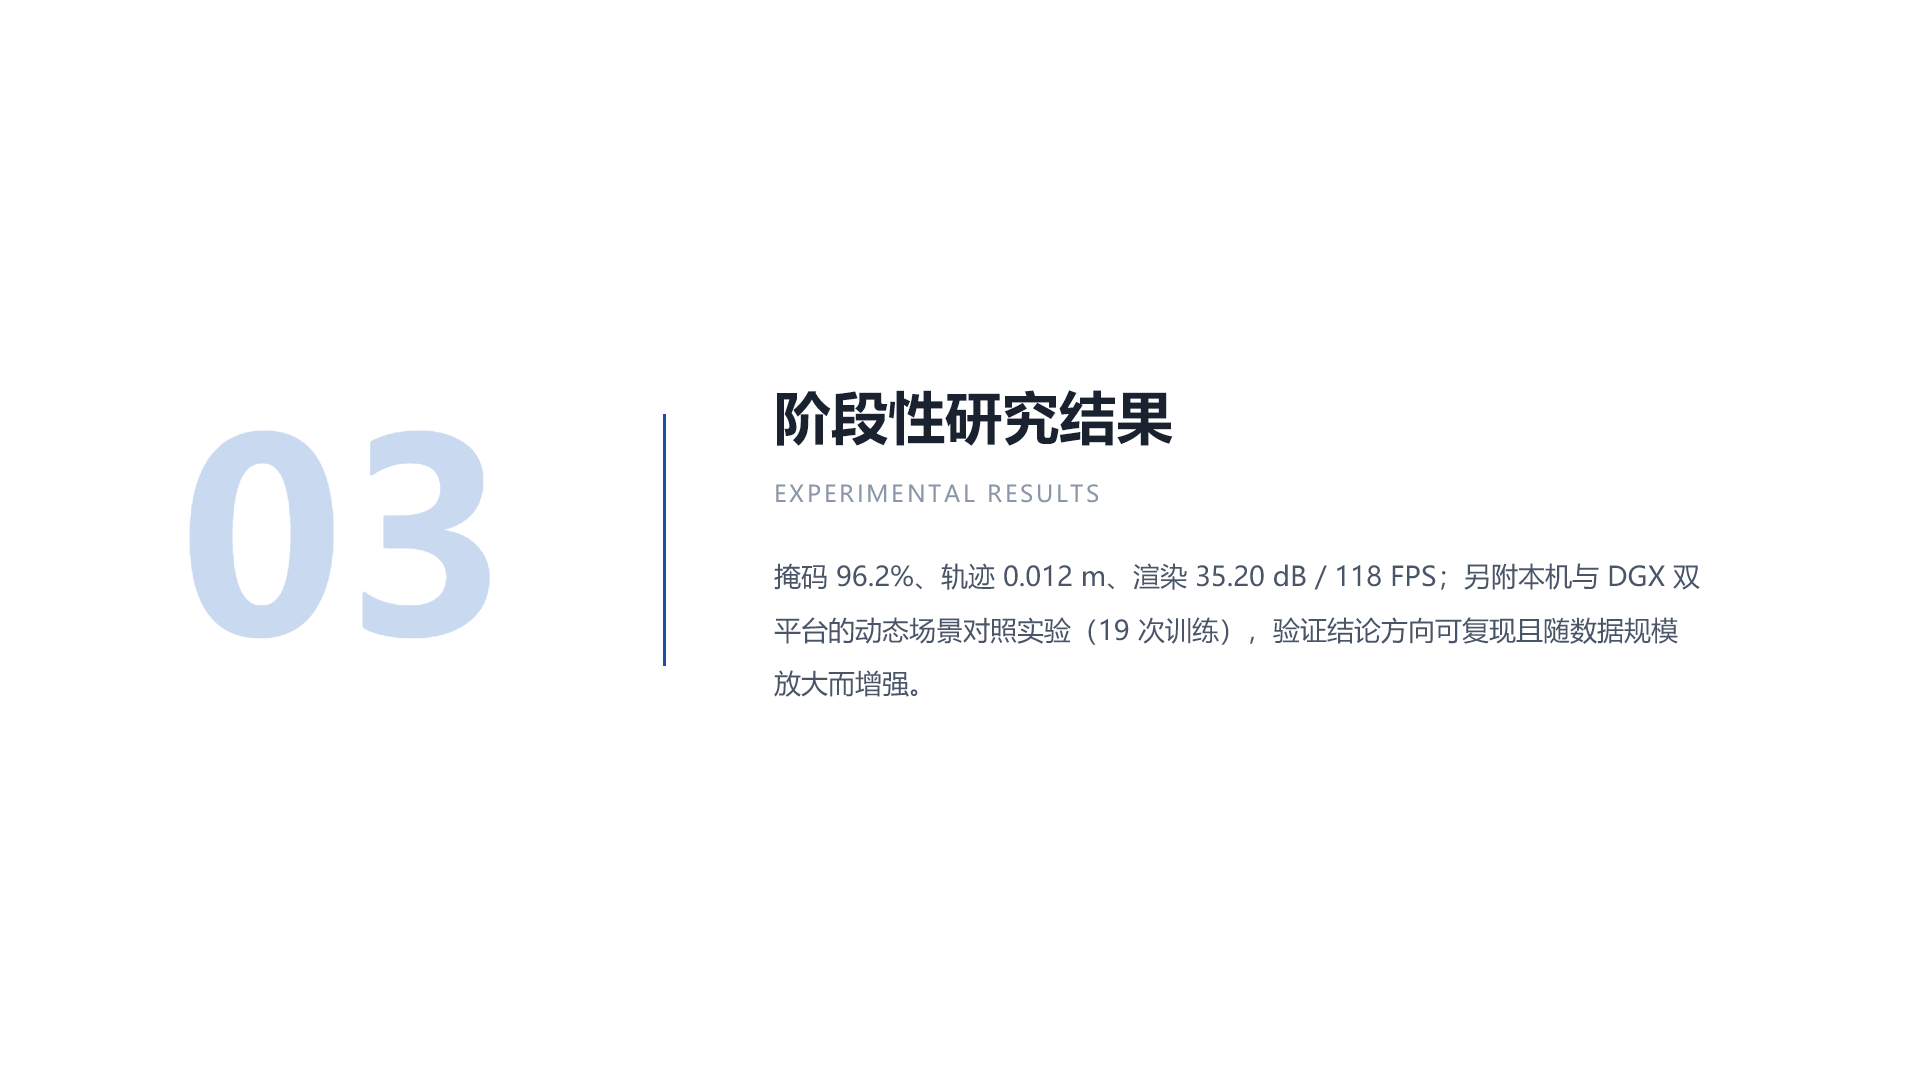 03
阶段性研究结果
EXPERIMENTAL RESULTS
掩码 96.2%、轨迹 0.012 m、渲染 35.20 dB / 118 FPS；另附本机与 DGX 双
平台的动态场景对照实验（19 次训练），验证结论方向可复现且随数据规模
放大而增强。